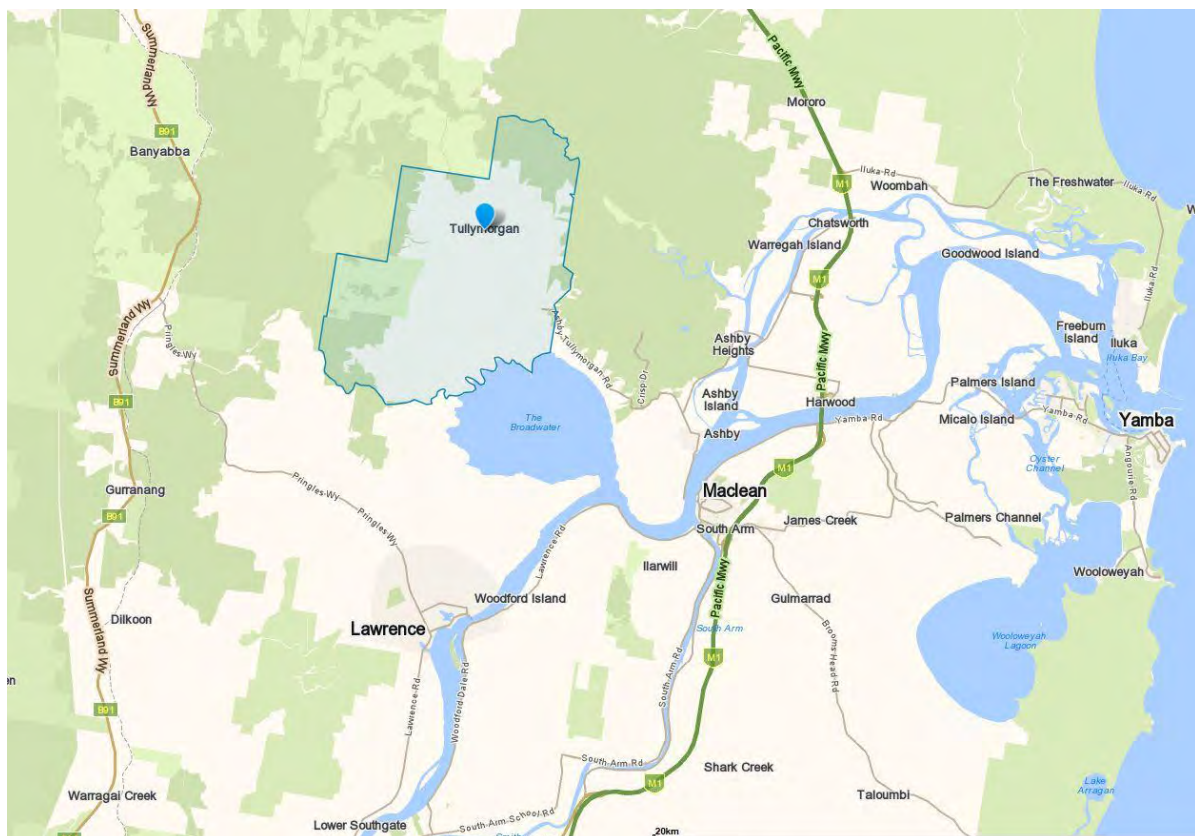 Summerland Wy
Pacific Mwy
Mororo
B91
Banyabba
Iluka Rd
M1
Woombah
The Freshwater
Iluka Rd
Tullymorgan
Chatsworth
Warregah Island
Goodwood Island
M1
Iluka Rd
Summerland Wy
Pringles Wy
Ashby-Tullymorgan-Rd
Crisp Dr
Ashby
Heights
Pacific Mwy
Freeburn
Island
Iluka
Iluka Bay
Palmers Island
B91
The
Broadwater
Ashby
Island
Harwood
Yamba Rd
Micalo Island
Yamba-Rd
Yamba
Ashby
Oyster
Channel
Angourie Rd
M1
Gurranang
Pringles Wy
Pringles Wy
Maclean
B91
South Arm
James Creek
Palmers Channel
Lawrence-Rd
Ilarwill
Wooloweyah
Woodford Island
Pacific Mwy
Gulmarrad
Summerland Wy
Dilkoon
Lawrence
South Arm
Wooloweyah
Lagoon
M1
Brooms Head Rd
Lawrence-Rd
Woodford Dale Rd
South Arm Rd
B91
South Arm Rd
Shark Creek
M1
Lake
Arragan
Warragai Creek
Taloumbi
Lower Southgate
South Arm School Rd
20km